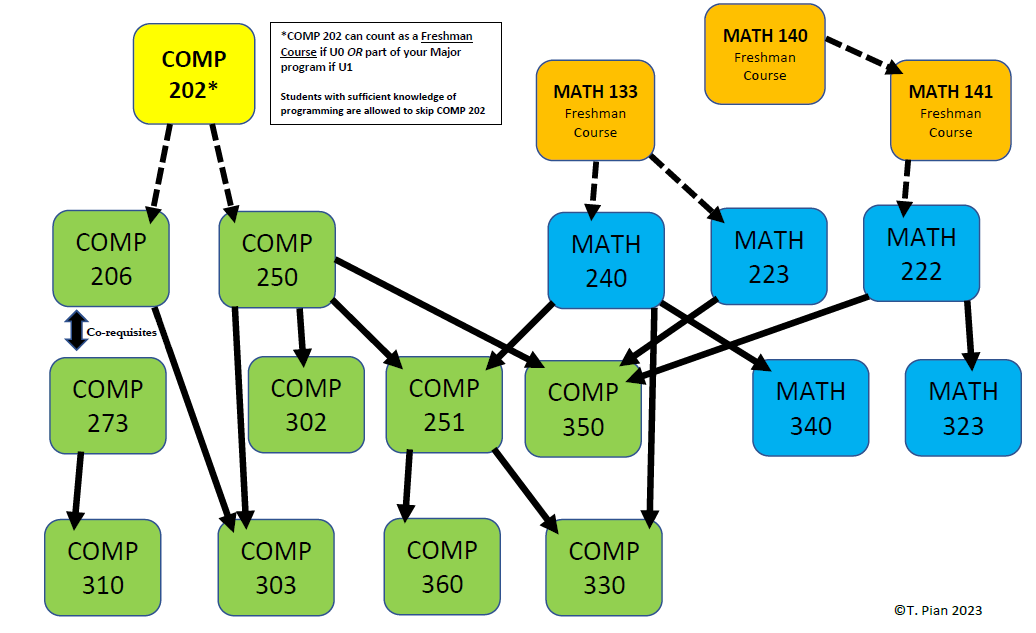 COMP
202*
*COMP 202 can count as a Freshman
Course if U0 OR part of your Major
program if U1
Students with sufficient knowledge of
programming are allowed to skip COMP 202
MATH 140
Freshman
Course
MATH 133
Freshman
Course
MATH 141
Freshman
Course
COMP
206
COMP
250
MATH
240
MATH
223
MATH
222
Co-requisites
COMP
273
COMP
302
COMP
251
COMP
350
MATH
340
MATH
323
COMP
310
COMP
303
COMP
360
COMP
330
©T. Pian 2023